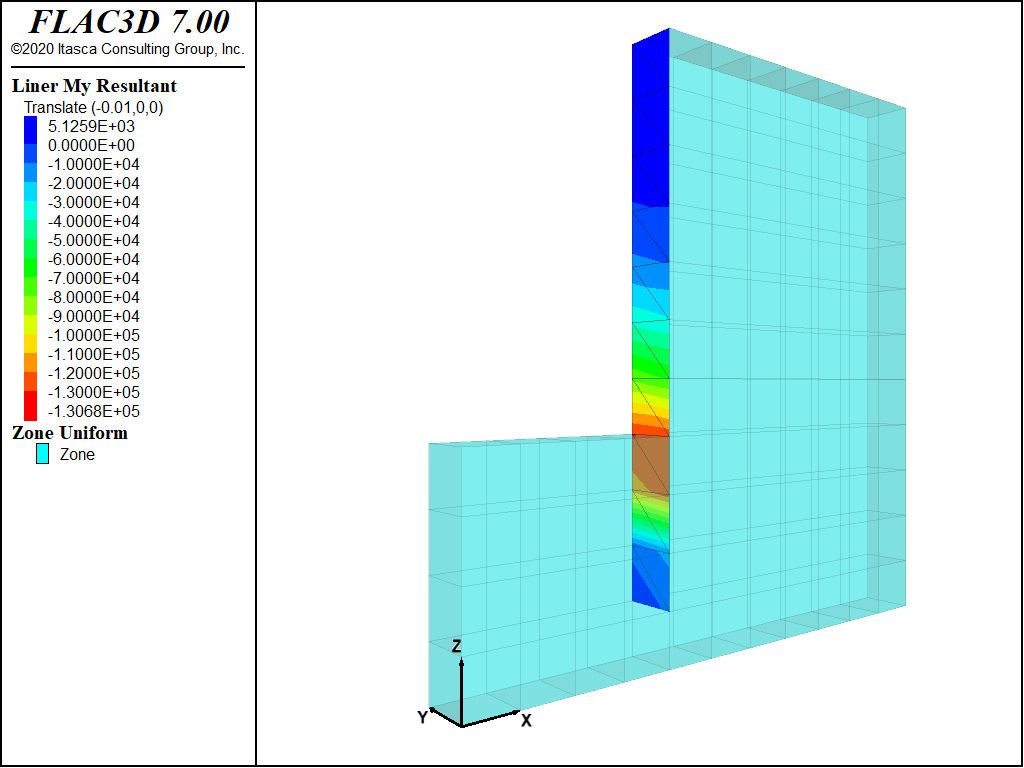 FLAC3D 7.00
©2020 Itasca Consulting Group, Inc.
Liner My Resultant
Translate (-0.01,0,0)
5.1259E+03
0.0000E+00
-1.0000E+04
-2.0000E+04
-3.0000E+04
-4.0000E+04
-5.0000E+04
-6.0000E+04
-7.0000E+04
-8.0000E+04
-9.0000E+04
-1.0000E+05
-1.1000E+05
-1.2000E+05
-1.3000E+05
-1.3068E+05
Zone Uniform
Zone
Z
Y
X